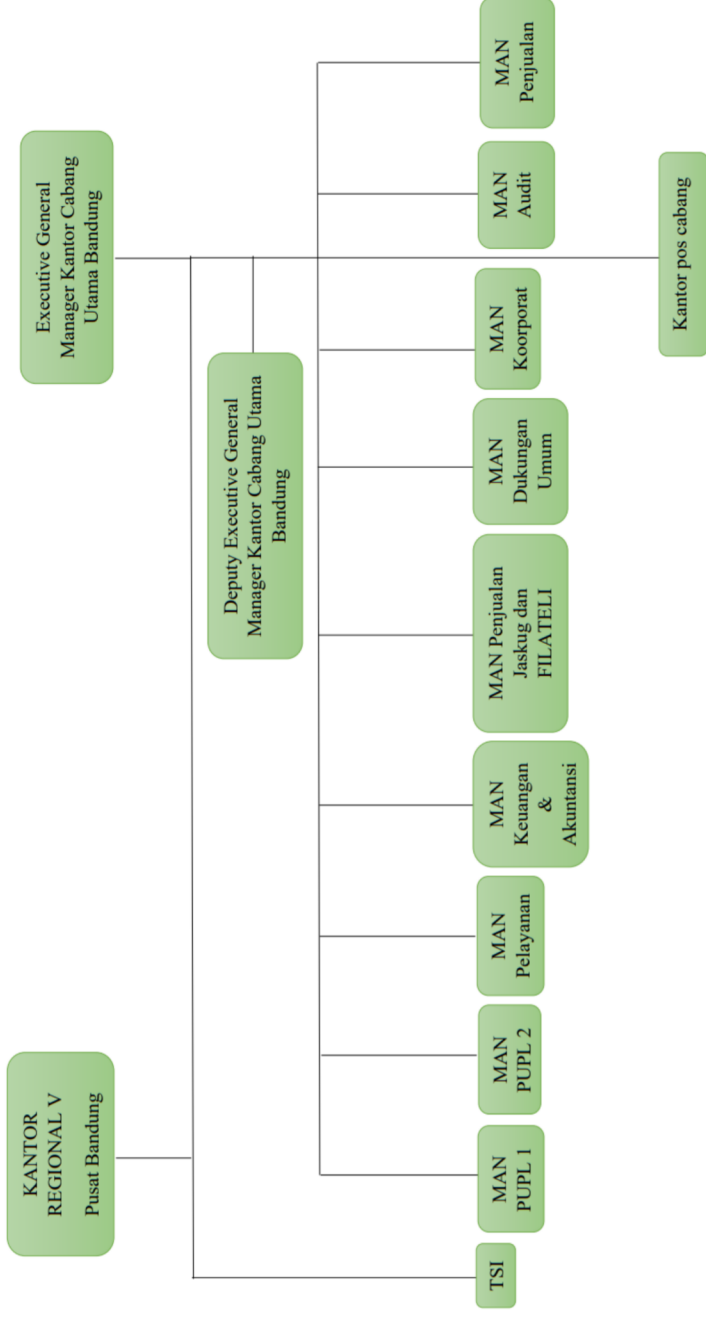 KANTOR
REGIONAL V
Pusat Bandung
Executive General
Manager Kantor Cabang
Utama Bandung
Deputy Executive General
Manager Kantor Cabang Utama
Bandung
TSI
MAN
PUPL 1
MAN
PUPL 2
MAN
Pelayanan
MAN
Keuangan
&
Akuntansi
MAN Penjualan
Jaskug dan
FILATELI
MAN
Dukungan
Umum
MAN
Koorporat
MAN
Audit
MAN
Penjualan
Kantor pos cabang